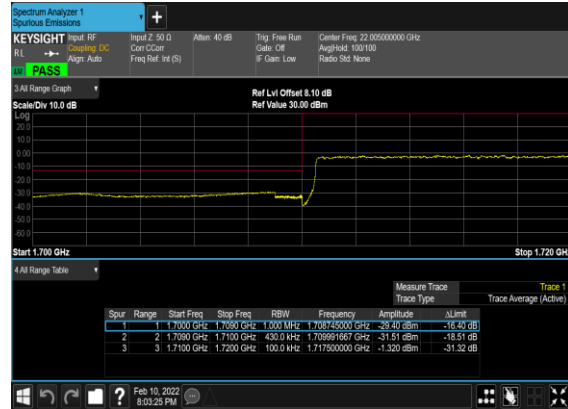 Spectrum Analyzer 1
Spurious Emissions
KEYSIGHT Input: RF Input Z: 50 Ω Atten: 40 dB Trig: Free Run Center Freq: 22.005000000 GHz
RL Coupling: DC Corr CCorr Gate: Off Avg|Hold: 100/100
Align: Auto Freq Ref: Int (S) IF Gain: Low Radio Std: None
PASS
3 All Range Graph
Ref Lvl Offset 8.10 dB
Scale/Div 10.0 dB Ref Value 30.00 dBm
Log
20.0
10.0
0.00
-10.0
-20.0
-30.0
-40.0
-50.0
-60.0
Start 1.700 GHz Stop 1.720 GH
4 All Range Table
Measure Trace Trace 1
Trace Type Trace Average (Active)
Spur Range Start Freq Stop Freq RBW Frequency Amplitude ΔLimit
1 1 1.7000 GHz 1.7090 GHz 1.000 MHz 1.708745000 GHz -29.40 dBm -16.40 dB
2 2 1.7090 GHz 1.7100 GHz 430.0 kHz 1.709991667 GHz -31.51 dBm -18.51 dB
3 3 1.7100 GHz 1.7200 GHz 100.0 kHz 1.717500000 GHz -1.320 dBm -31.32 dB
? Feb 10, 2022
8:03:25 PM